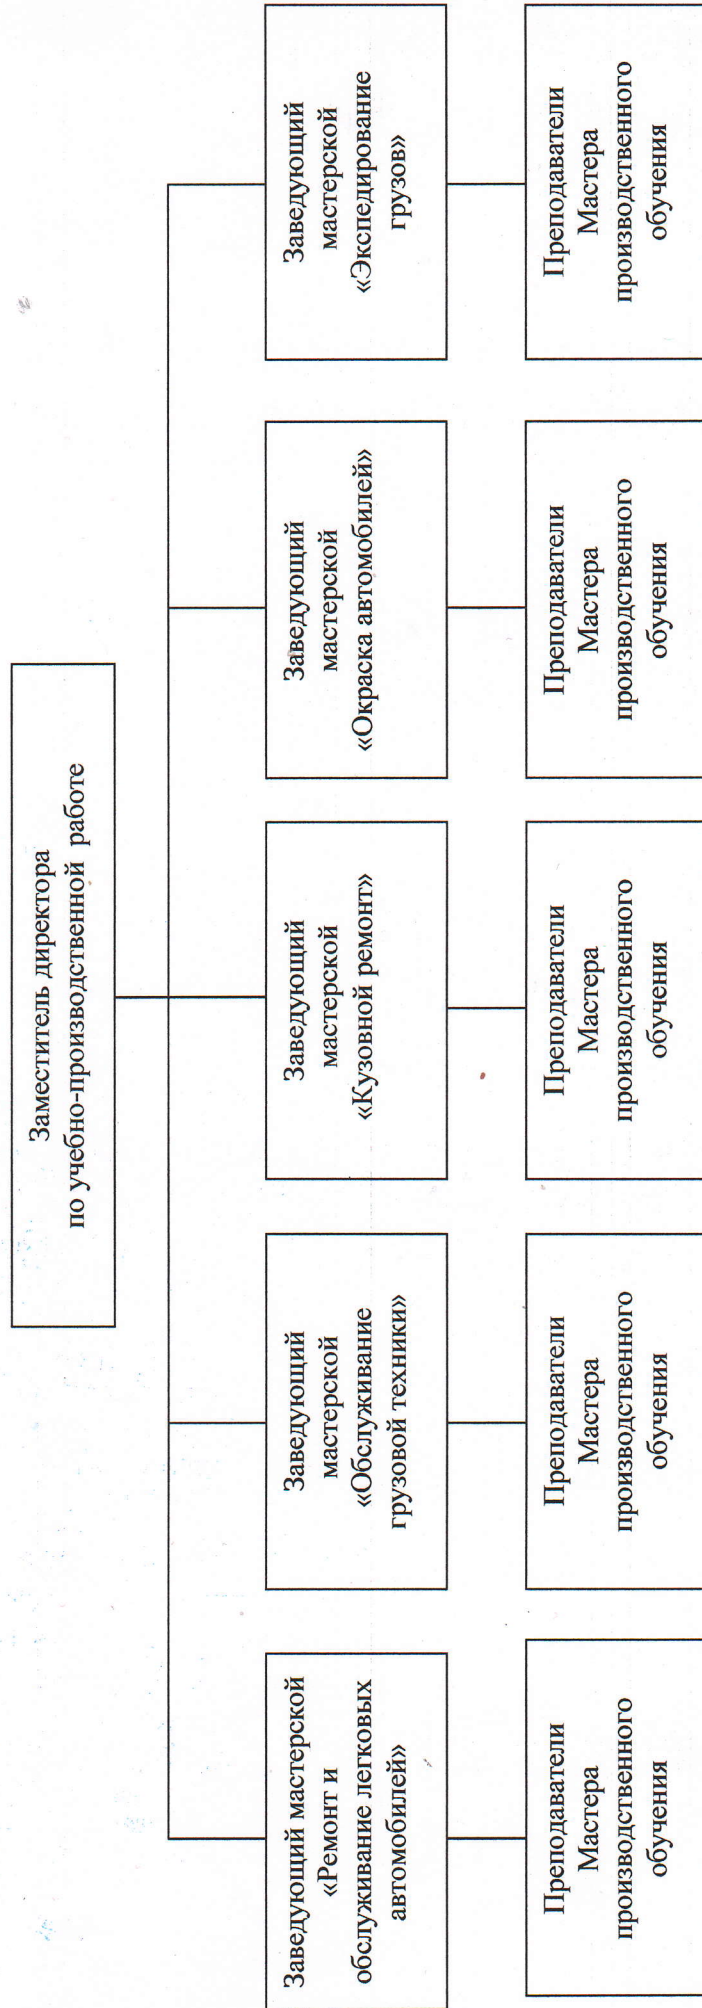 Заместитель директора
по учебно-производственной работе
Заведующий мастерской
«Ремонт и
обслуживание легковых
автомобилей»
Заведующий
мастерской
«Обслуживание
грузовой техники»
Заведующий
мастерской
«Кузовной ремонт»
Заведующий
мастерской
«Окраска автомобилей»
Заведующий
мастерской
«Экспедирование
грузов»
Преподаватели
Мастера
производственного
обучения
Преподаватели
Мастера
производственного
обучения
Преподаватели
Мастера
производственного
обучения
Преподаватели
Мастера
производственного
обучения
Преподаватели
Мастера
производственного
обучения